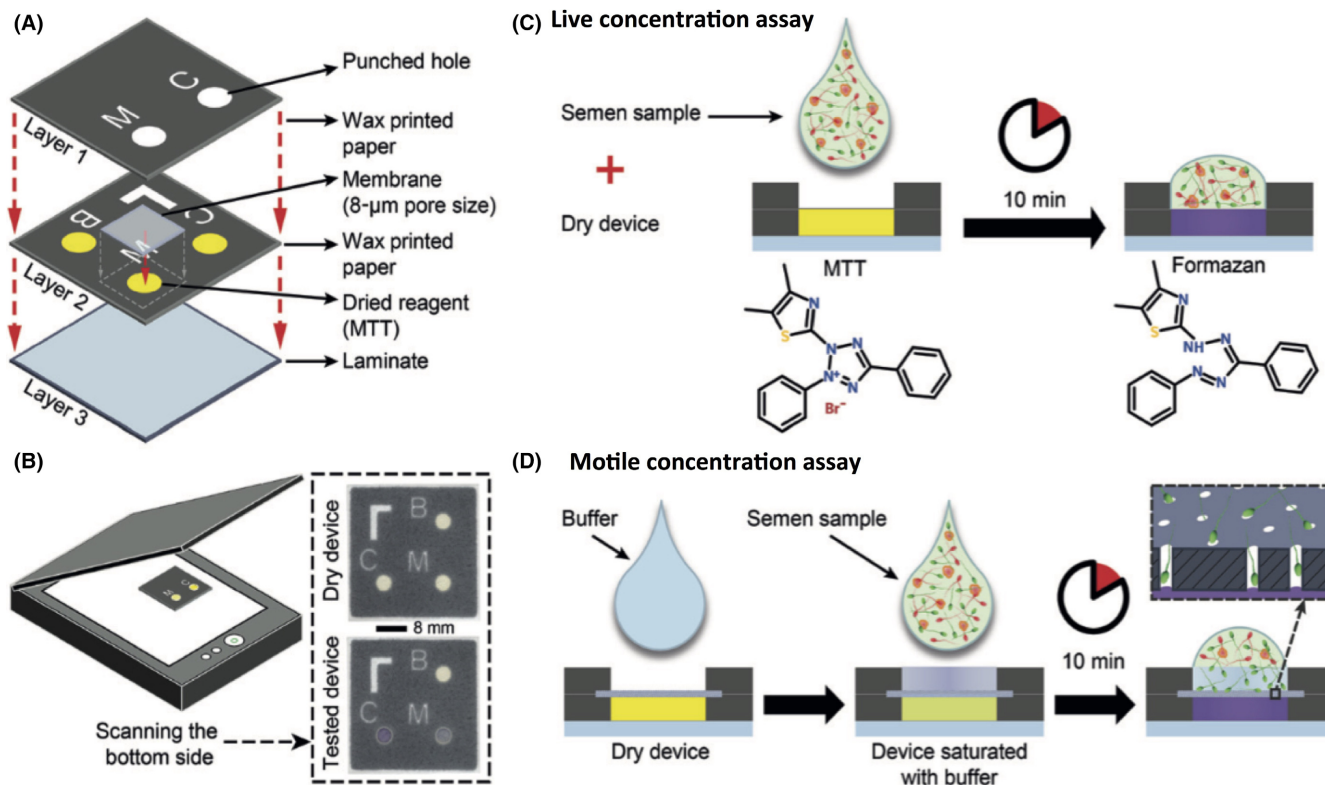 (A)
Punched hole
C
M
Wax printed
paper
Layer 1
Membrane
(8-µm pore size)
B
C
M
Wax printed
paper
Layer 2
Dried reagent
(MTT)
Laminate
Layer 3
(B)
C
M
Scanning the
bottom side
Dry device
B
C
M
8 mm
Tested device
B
C
M
(C) Live concentration assay
Semen sample
+
Dry device
10 min
MTT
Formazan
N
S
N
N
N+
N
Br−
N
S
NH
N
N
N
(D) Motile concentration assay
Buffer
Semen sample
10 min
Dry device
Device saturated
with buffer